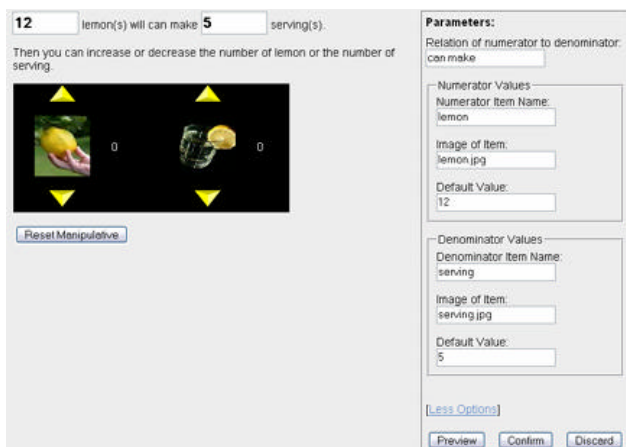 12 lemon(s) will can make 5 serving(s).
Then you can increase or decrease the number of lemon or the number of
serving.
0 0
Reset Manipulative
Parameters:
Relation of numerator to denominator:
can make
Numerator Values
Numerator Item Name:
lemon
Image of Item:
lemon.jpg
Default Value:
12
Denominator Values
Denominator Item Name:
serving
Image of Item:
serving.jpg
Default Value:
5
[Less Options]
Preview Confirm Discard